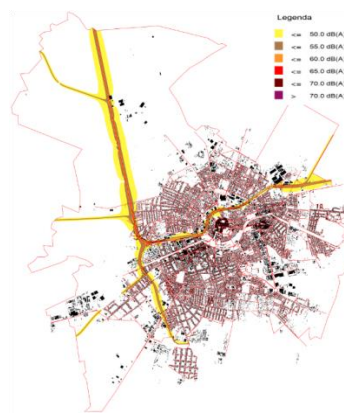 Legenda
<= 50.0 dB(A)
<= 55.0 dB(A)
<= 60.0 dB(A)
<= 65.0 dB(A)
<= 70.0 dB(A)
> 70.0 dB(A)